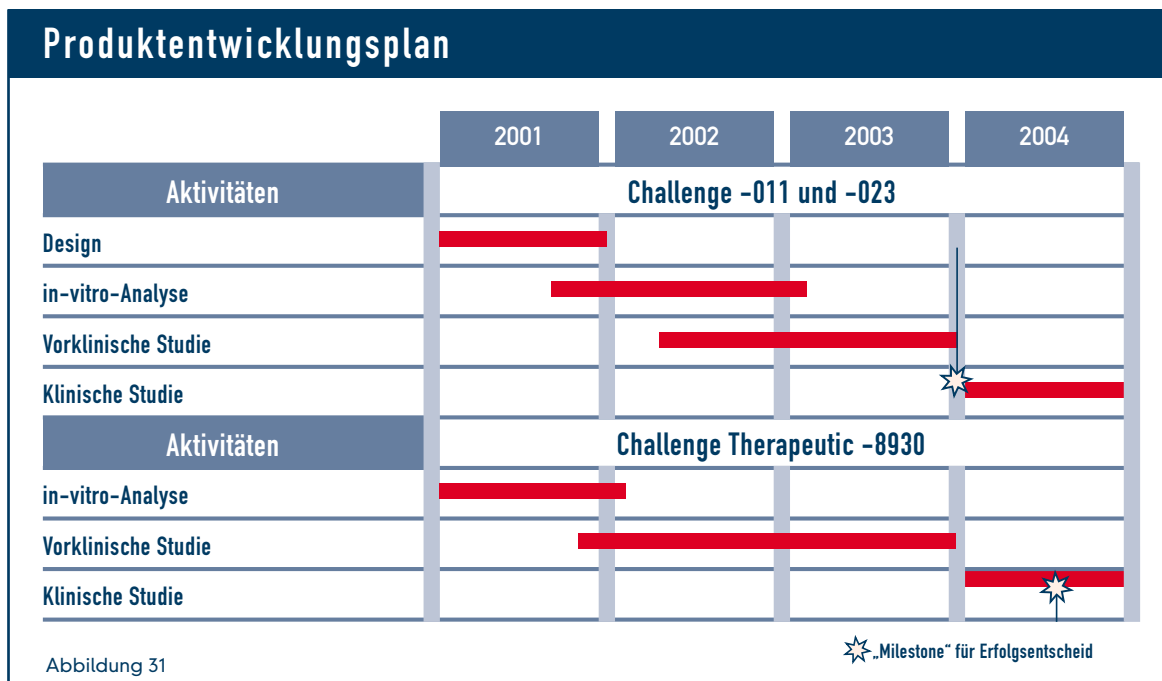 Produktentwicklungsplan
2001 2002 2003 2004
Aktivitäten Challenge -011 und -023
Design
in-vitro-Analyse
Vorklinische Studie
Klinische Studie
Aktivitäten Challenge Therapeutic -8930
in-vitro-Analyse
Vorklinische Studie
Klinische Studie
„Milestone“ für Erfolgsentscheid
Abbildung 31